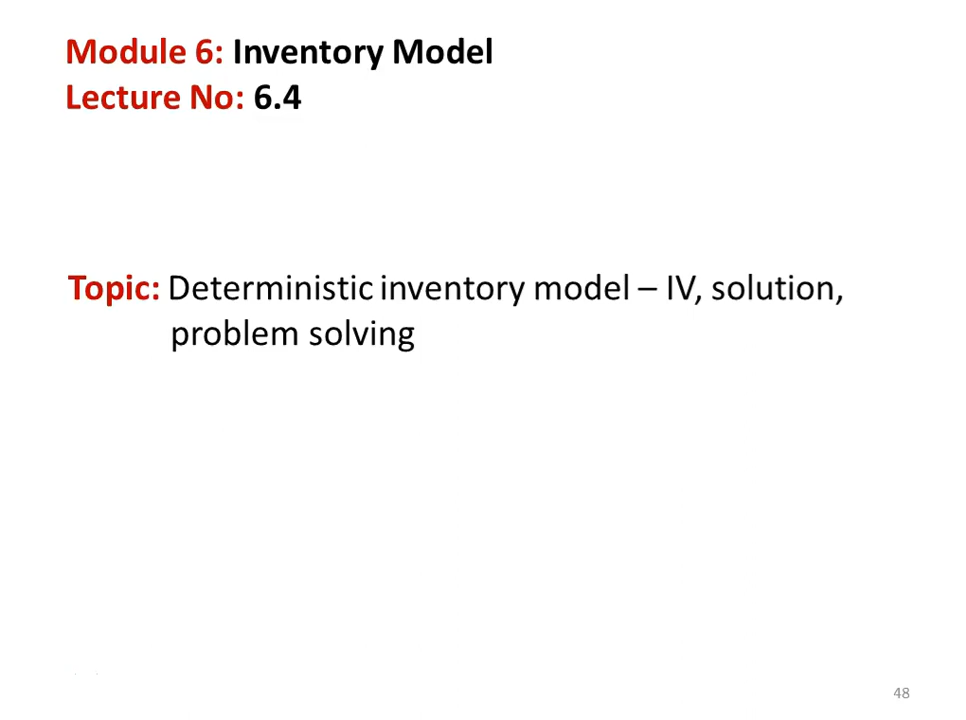 Module 6: Inventory Model
Lecture No: 6.4
Topic: Deterministic inventory model – IV, solution,
problem solving
48